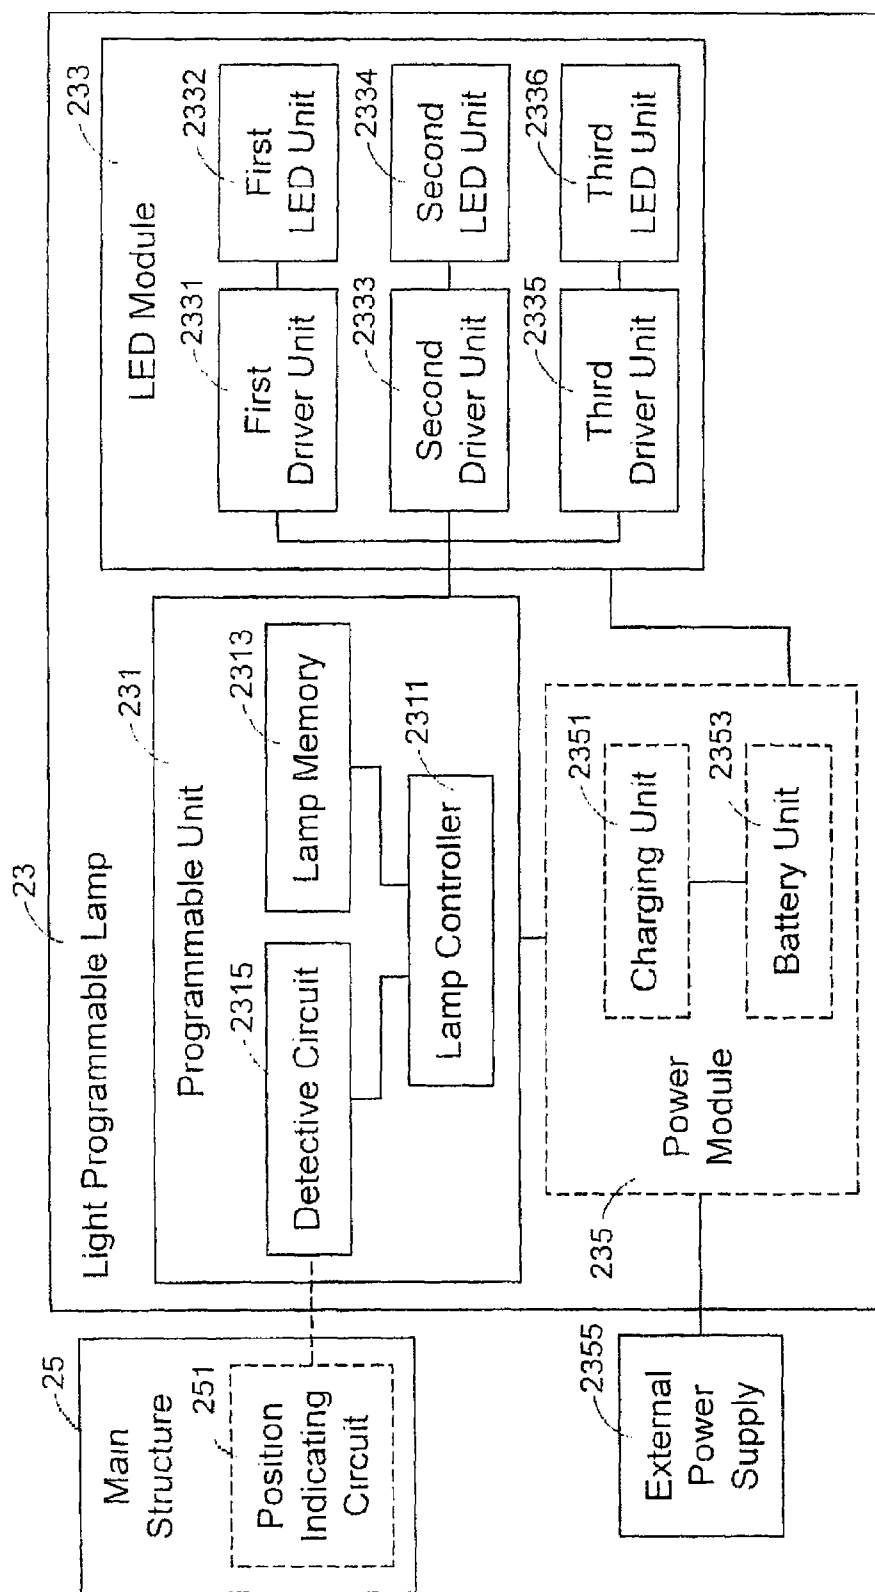 23
Light Programmable Lamp
25
Main
Structure
251
Position
Indicating
Circuit
231
Programmable Unit
2315
Detective Circuit
2313
Lamp Memory
2311
Lamp Controller
233
LED Module
2331
First
Driver Unit
2332
First
LED Unit
2333
Second
Driver Unit
2334
Second
LED Unit
2335
Third
Driver Unit
2336
Third
LED Unit
2355
External
Power
Supply
235
Power
Module
2351
Charging Unit
2353
Battery Unit